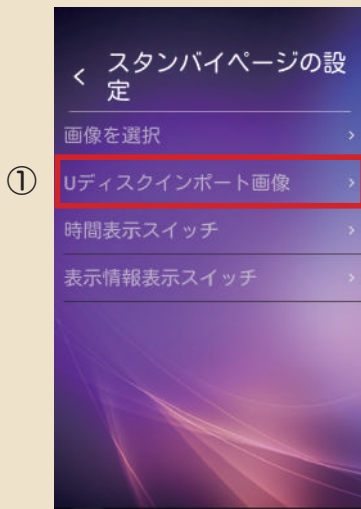 < スタンバイページの設
定
画像を選択 >
① Uディスクインポート画像 >
時間表示スイッチ >
表示情報表示スイッチ >